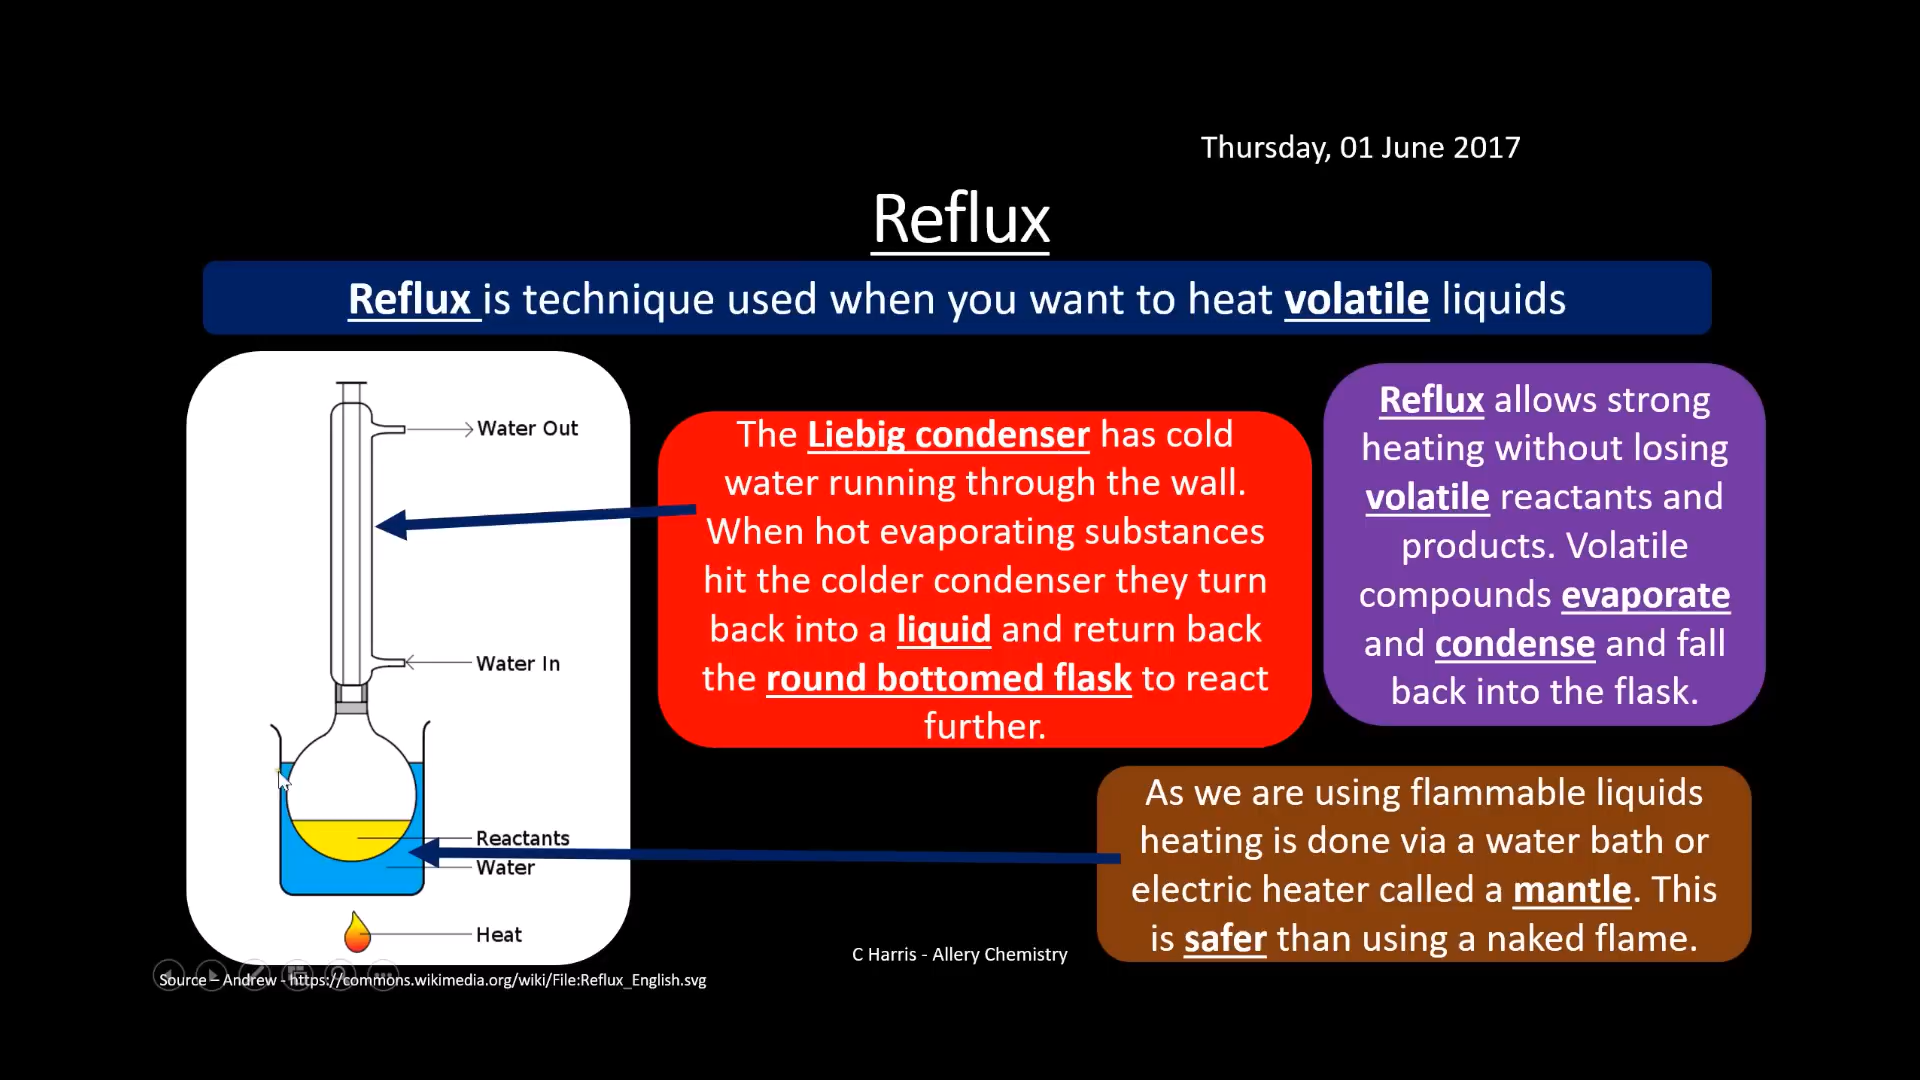 Thursday, 01 June 2017
Reflux
Reflux is technique used when you want to heat volatile liquids
Water Out
Water In
Reactants
Water
Heat
The Liebig condenser has cold
water running through the wall.
When hot evaporating substances
hit the colder condenser they turn
back into a liquid and return back
the round bottomed flask to react
further.
Reflux allows strong
heating without losing
volatile reactants and
products. Volatile
compounds evaporate
and condense and fall
back into the flask.
As we are using flammable liquids
heating is done via a water bath or
electric heater called a mantle. This
is safer than using a naked flame.
C Harris - Allery Chemistry
Source – Andrew - https://commons.wikimedia.org/wiki/File:Reflux_English.svg